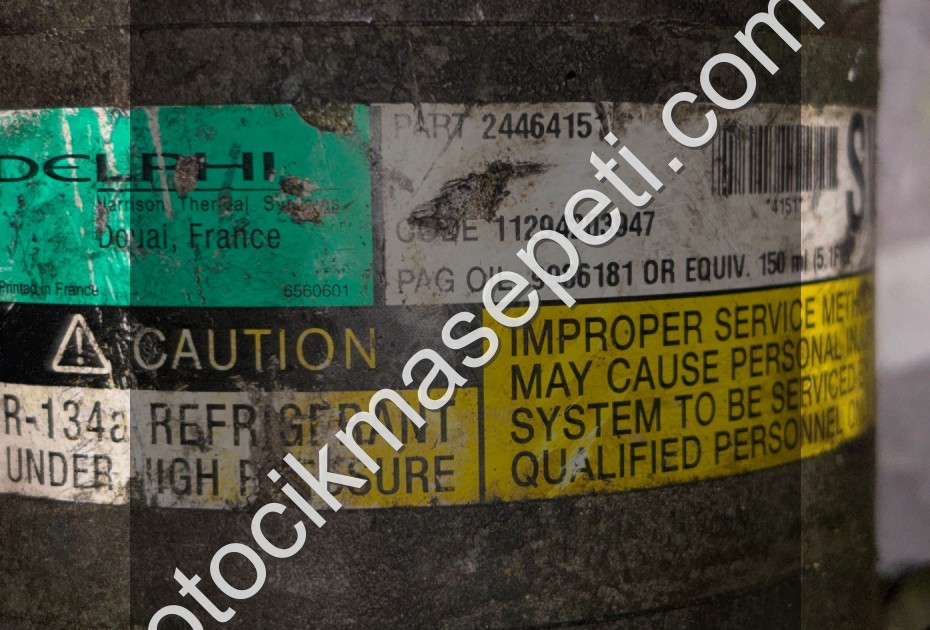 DELPHI
Harrison Thermal Systems
Douai, France
Printed in France 6560601
PART 24464151
*4151*
CODE
PAG OIL OR EQUIV. 150 ml
CAUTION
R-134a REFRIGERANT
UNDER HIGH PRESSURE
IMPROPER SERVICE
MAY CAUSE PERSONAL
SYSTEM TO BE SERVICED
QUALIFIED PERSONNEL
otocikmasepeti.com